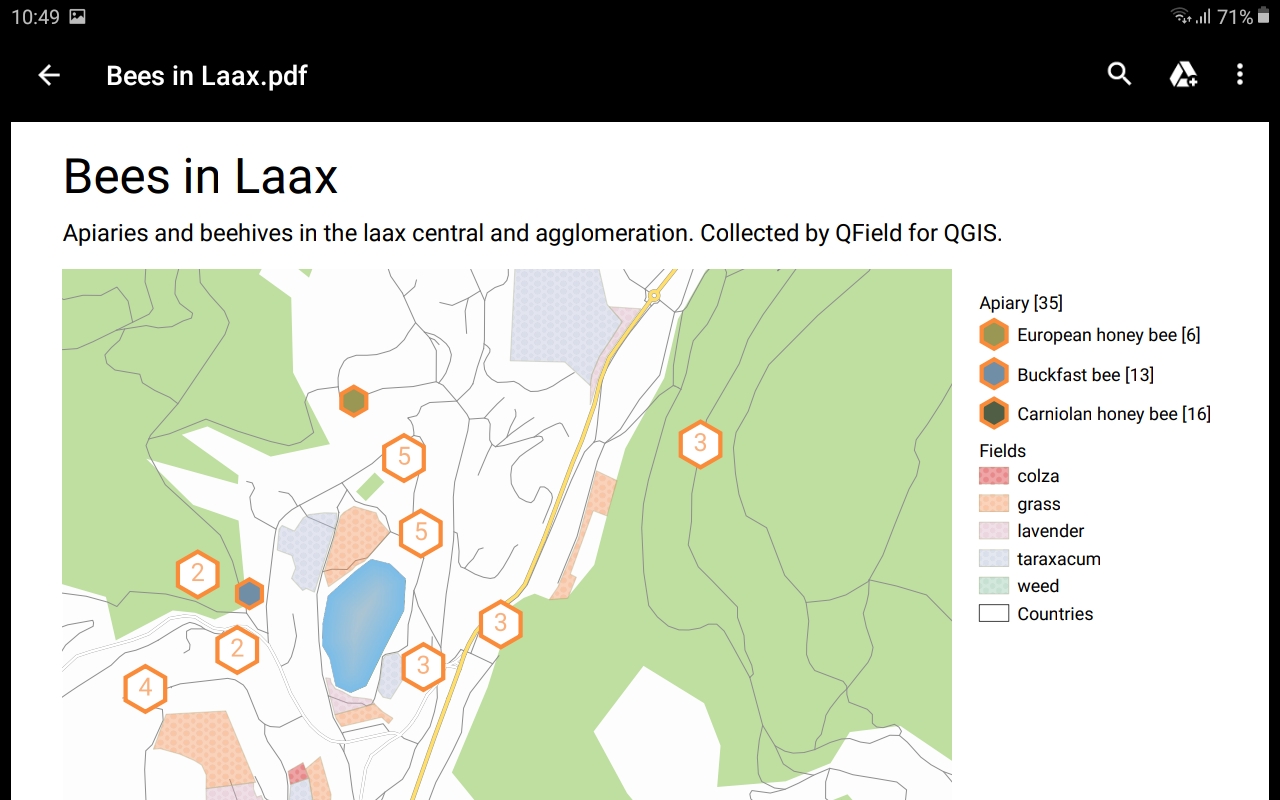 10:49
71%
Bees in Laax.pdf
Bees in Laax
Apiaries and beehives in the laax central and agglomeration. Collected by QField for QGIS.
Apiary [35]
European honey bee [6]
Buckfast bee [13]
Carniolan honey bee [16]
Fields
colza
grass
lavender
taraxacum
weed
Countries
3
5
5
2
3
2
3
4